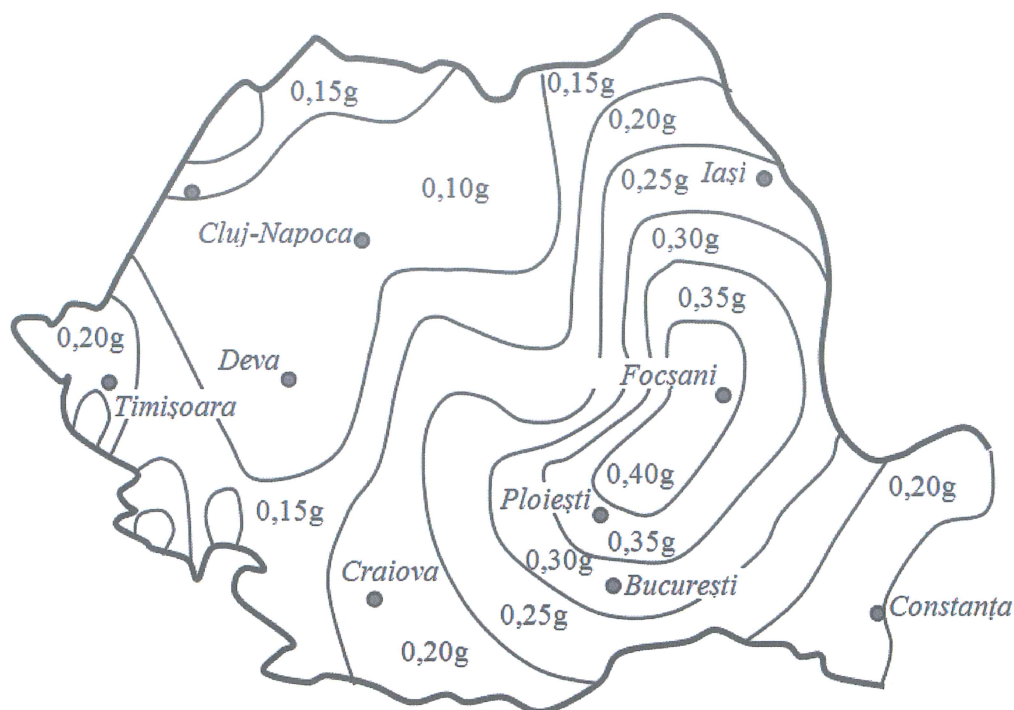 0,15g
0,15g
0,20g
0,10g
0,25g
Iași
Cluj-Napoca
0,30g
0,35g
0,20g
Deva
Focșani
Timișoara
0,40g
0,20g
Ploiești
0,15g
0,35g
0,30g
Craiova
București
0,25g
Constanța
0,20g